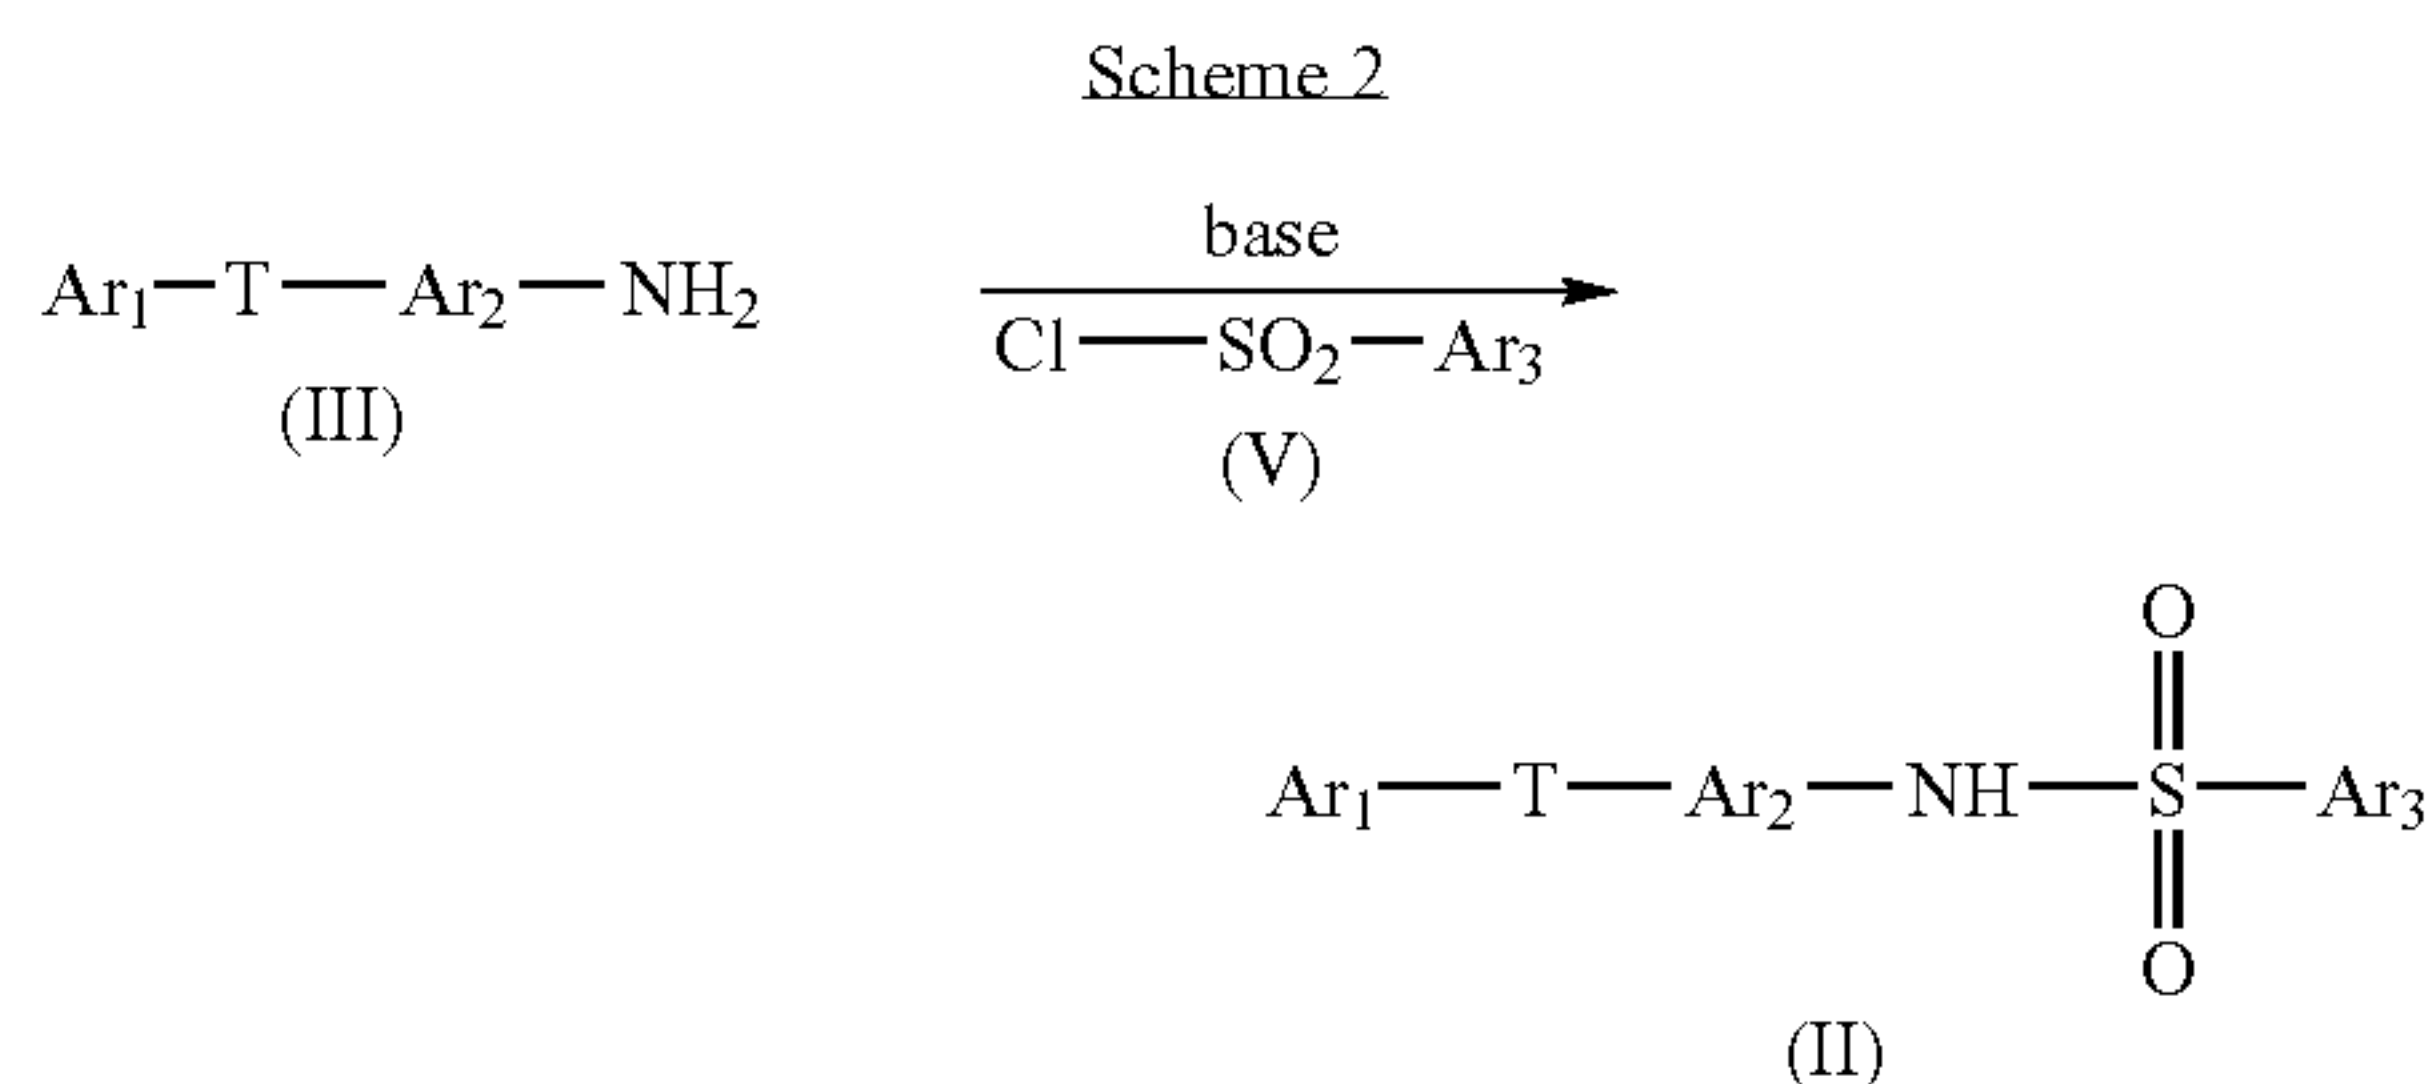 Scheme 2
base
Ar₁—T—Ar₂—NH₂
Cl—SO₂—Ar₃
(III)
(V)
O
Ar₁—T—Ar₂—NH—S—Ar₃
O
(II)